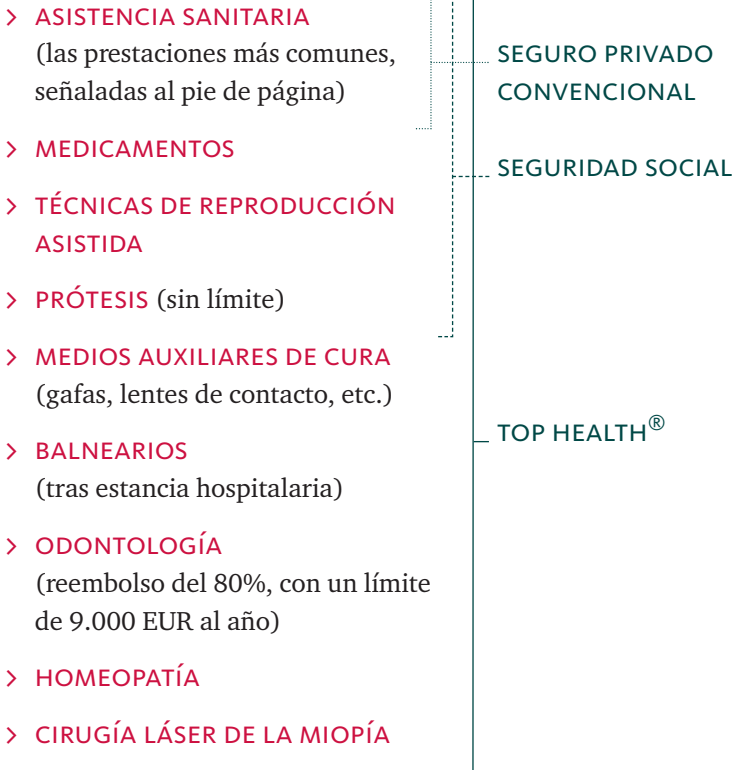 > ASISTENCIA SANITARIA
(las prestaciones más comunes,
señaladas al pie de página)
> MEDICAMENTOS
> TÉCNICAS DE REPRODUCCIÓN
ASISTIDA
> PRÓTESIS (sin límite)
> MEDIOS AUXILIARES DE CURA
(gafas, lentes de contacto, etc.)
> BALNEARIOS
(tras estancia hospitalaria)
> ODONTOLOGÍA
(reembolso del 80%, con un límite
de 9.000 EUR al año)
> HOMEOPATÍA
> CIRUGÍA LÁSER DE LA MIOPÍA
SEGURO PRIVADO
CONVENCIONAL
SEGURIDAD SOCIAL
TOP HEALTH®